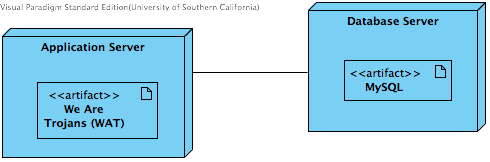 Visual Paradigm Standard Edition(University of Southern California)
Application Server
<<artifact>>
We Are
Trojans (WAT)
Database Server
<<artifact>>
MySQL